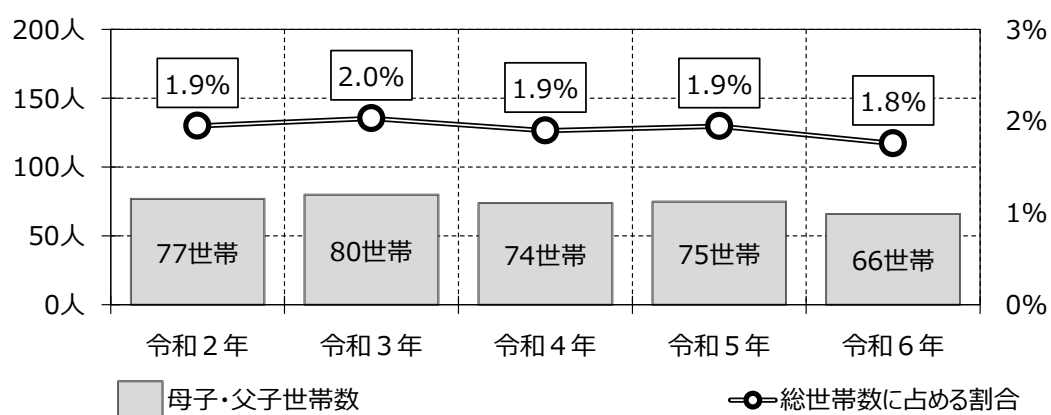 200人
150人
100人
50人
0人
3%
2%
1%
0%
1.9%
2.0%
1.9%
1.9%
1.8%
77世帯
80世帯
74世帯
75世帯
66世帯
令和２年
令和３年
令和４年
令和５年
令和６年
母子・父子世帯数
総世帯数に占める割合